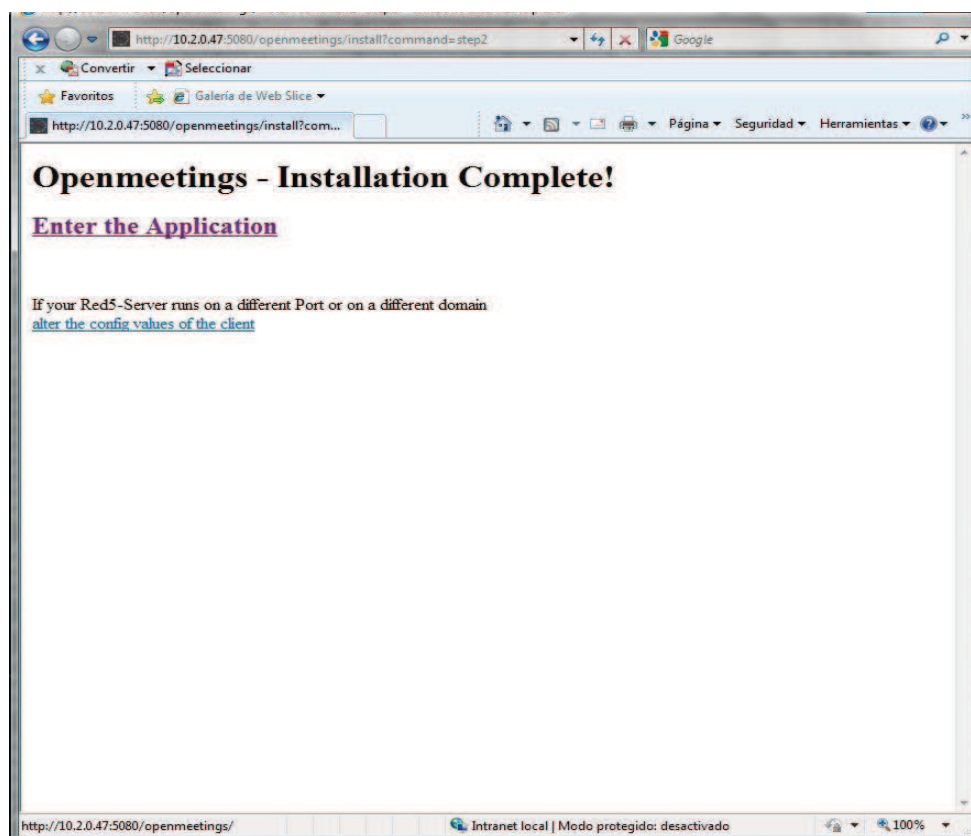 http://10.2.0.47:5080/openmeetings/install?command=step2 Google
x Convertir Seleccionar
Favoritos Galería de Web Slice
http://10.2.0.47:5080/openmeetings/install?com... Página Seguridad Herramientas
Openmeetings - Installation Complete!
Enter the Application
If your Red5-Server runs on a different Port or on a different domain
alter the config values of the client
http://10.2.0.47:5080/openmeetings/ Intranet local | Modo protegido: desactivado 100%